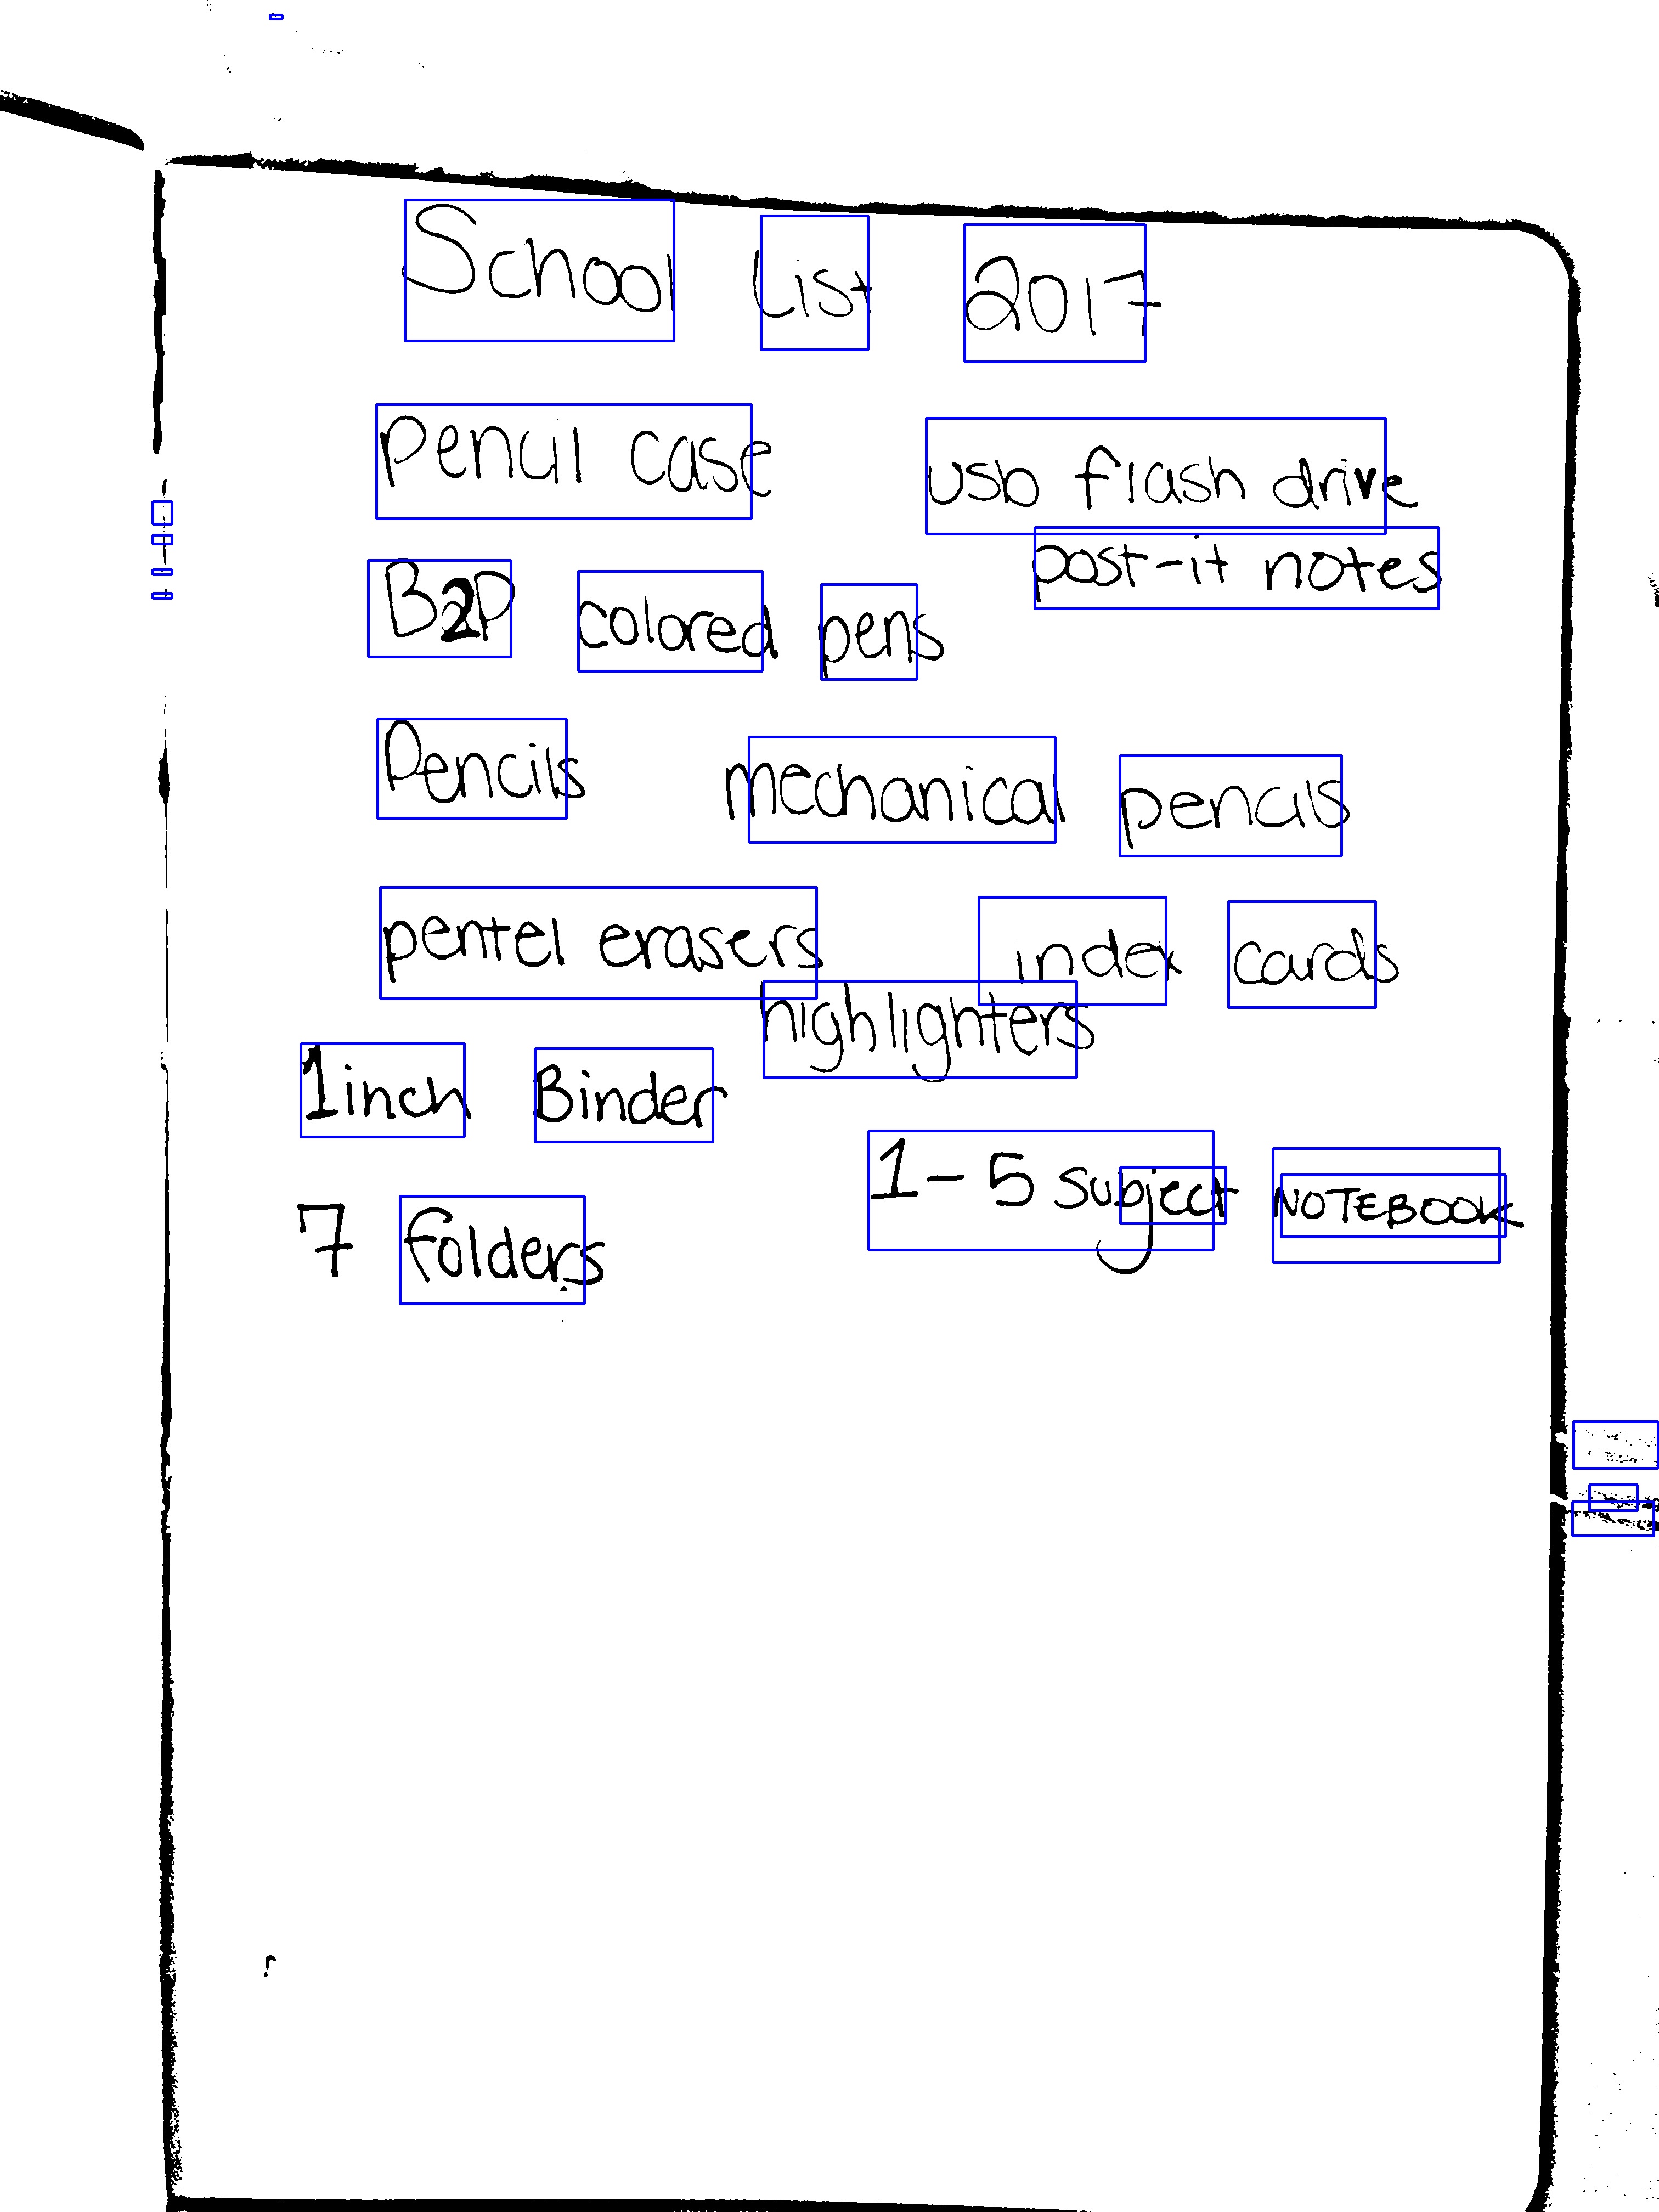 School List 2017
pencil case usb flash drive
post-it notes
B2P colored pens
Pencils mechanical pencils
pentel erasers index cards
highlighters
1inch Binder
1-5 subject NOTEBOOK
7 folders